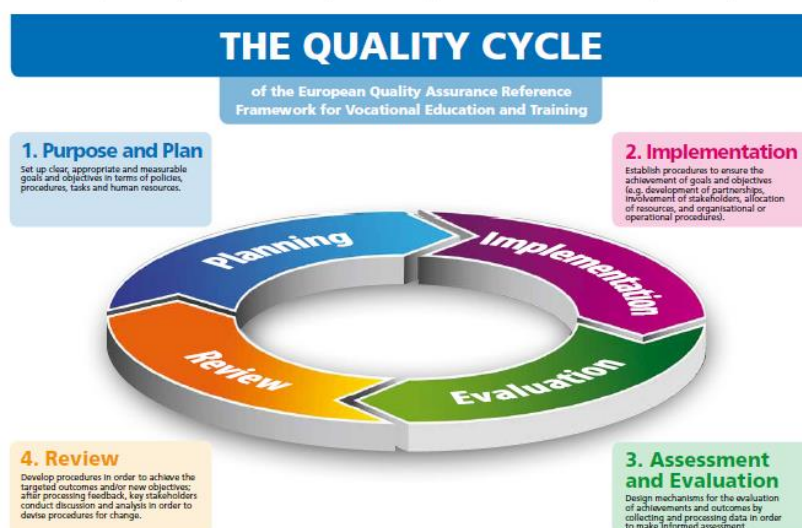 THE QUALITY CYCLE
of the European Quality Assurance Reference
Framework for Vocational Education and Training
1. Purpose and Plan
Set up clear, appropriate and measurable
goals and objectives in terms of policies,
procedures, tasks and human resources.
2. Implementation
Establish procedures to ensure the
achievement of goals and objectives
(e.g. development of partnerships,
involvement of stakeholders, allocation
of resources, and organisational or
operational procedures).
Planning
Implementation
Review
Evaluation
4. Review
Develop procedures in order to achieve the
targeted outcomes and/or new objectives;
after processing feedback, key stakeholders
conduct discussion and analysis in order to
devise procedures for change.
3. Assessment
and Evaluation
Design mechanisms for the evaluation
of achievements and outcomes by
collecting and processing data in order
to make informed assessment.